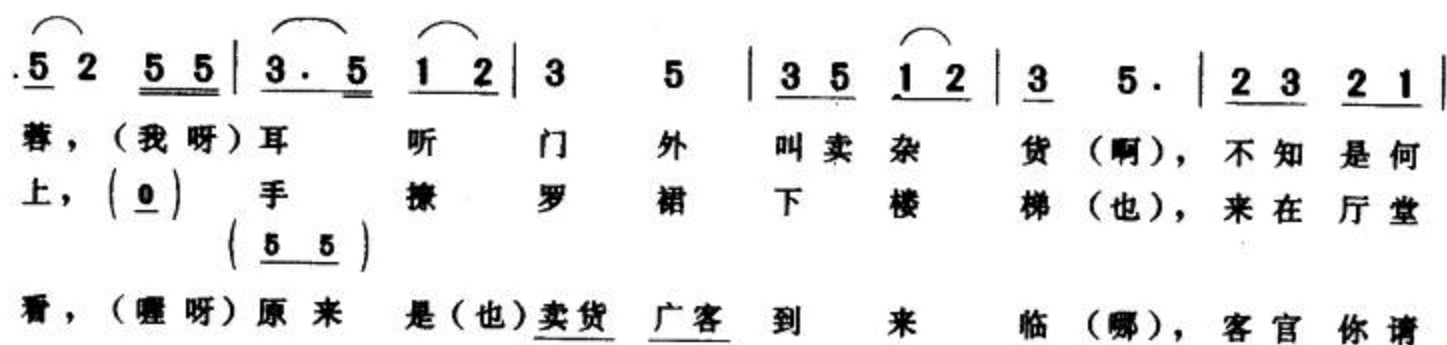 .5 2 5 5 | 3 . 5 1 2 | 3 5 | 3 5 1 2 | 3 5 . | 2 3 2 1 |
蓉，（我呀）耳 听 门 外 叫卖 杂 货（啊），不知是何
上，（0） 手 撩 罗 裙 下 楼 梯（也），来在厅堂
（5 5）
看，（喔呀）原来 是（也）卖货 广客 到 来 临（哪），客官你请